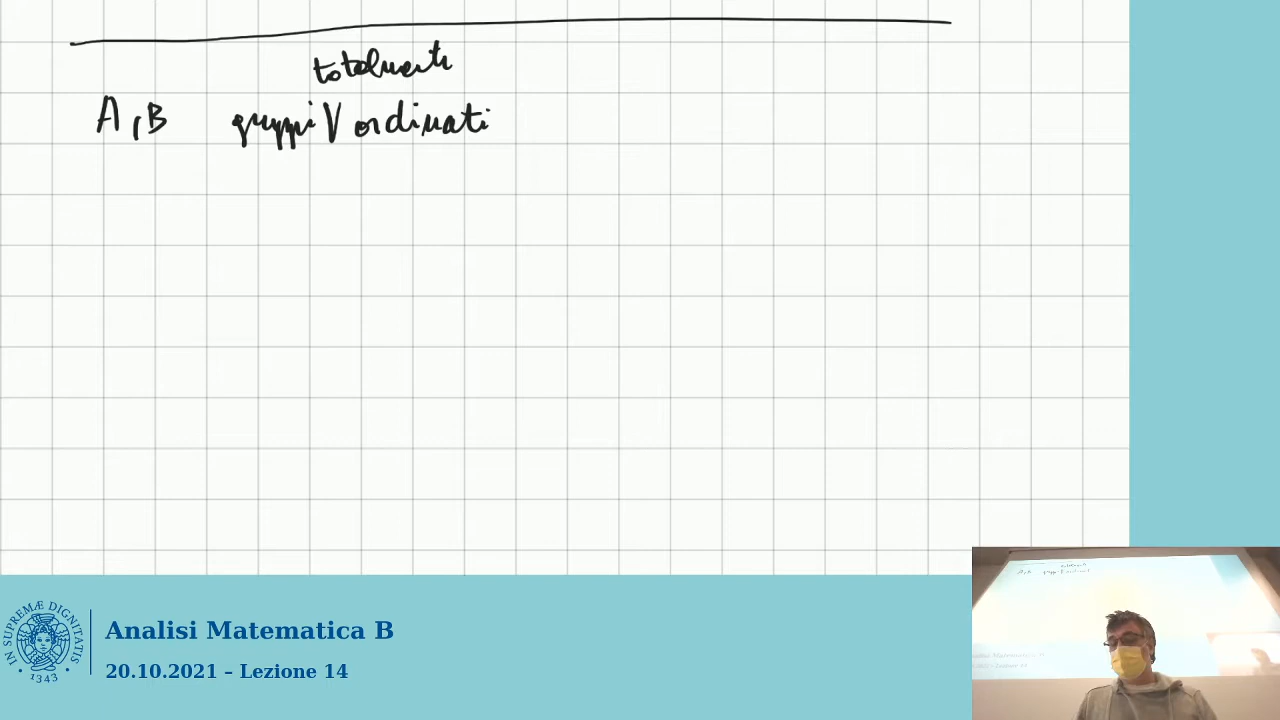 totalmente
A, B gruppi V ordinati
IN SUPREMÆ DIGNITATIS
· 1343 ·
Analisi Matematica B
20.10.2021 – Lezione 14